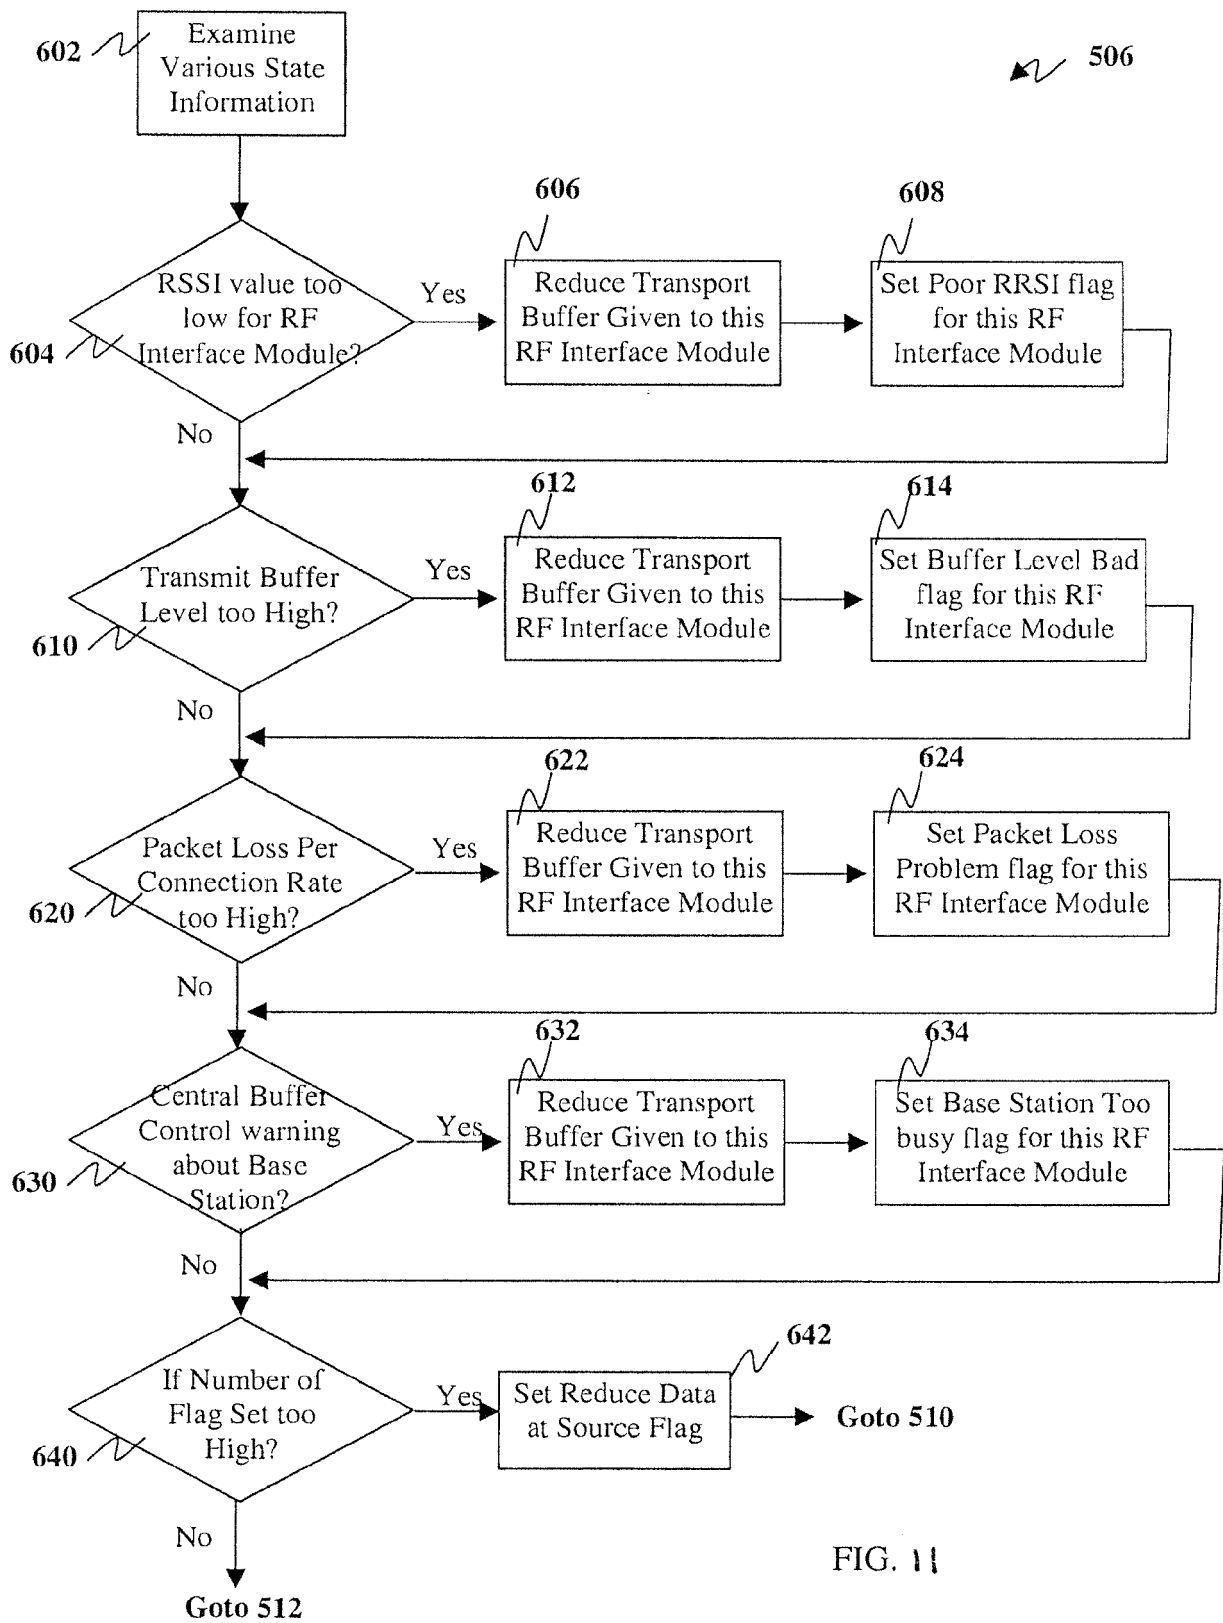 602
Examine
Various State
Information
506
606
608
RSSI value too
low for RF
Interface Module?
604
Yes
Reduce Transport
Buffer Given to this
RF Interface Module
Set Poor RRSI flag
for this RF
Interface Module
No
612
614
Transmit Buffer
Level too High?
610
Yes
Reduce Transport
Buffer Given to this
RF Interface Module
Set Buffer Level Bad
flag for this RF
Interface Module
No
622
624
Packet Loss Per
Connection Rate
too High?
620
Yes
Reduce Transport
Buffer Given to this
RF Interface Module
Set Packet Loss
Problem flag for this
RF Interface Module
No
632
634
Central Buffer
Control warning
about Base
Station?
630
Yes
Reduce Transport
Buffer Given to this
RF Interface Module
Set Base Station Too
busy flag for this RF
Interface Module
No
642
If Number of
Flag Set too
High?
640
Yes
Set Reduce Data
at Source Flag
Goto 510
No
Goto 512
FIG. 11